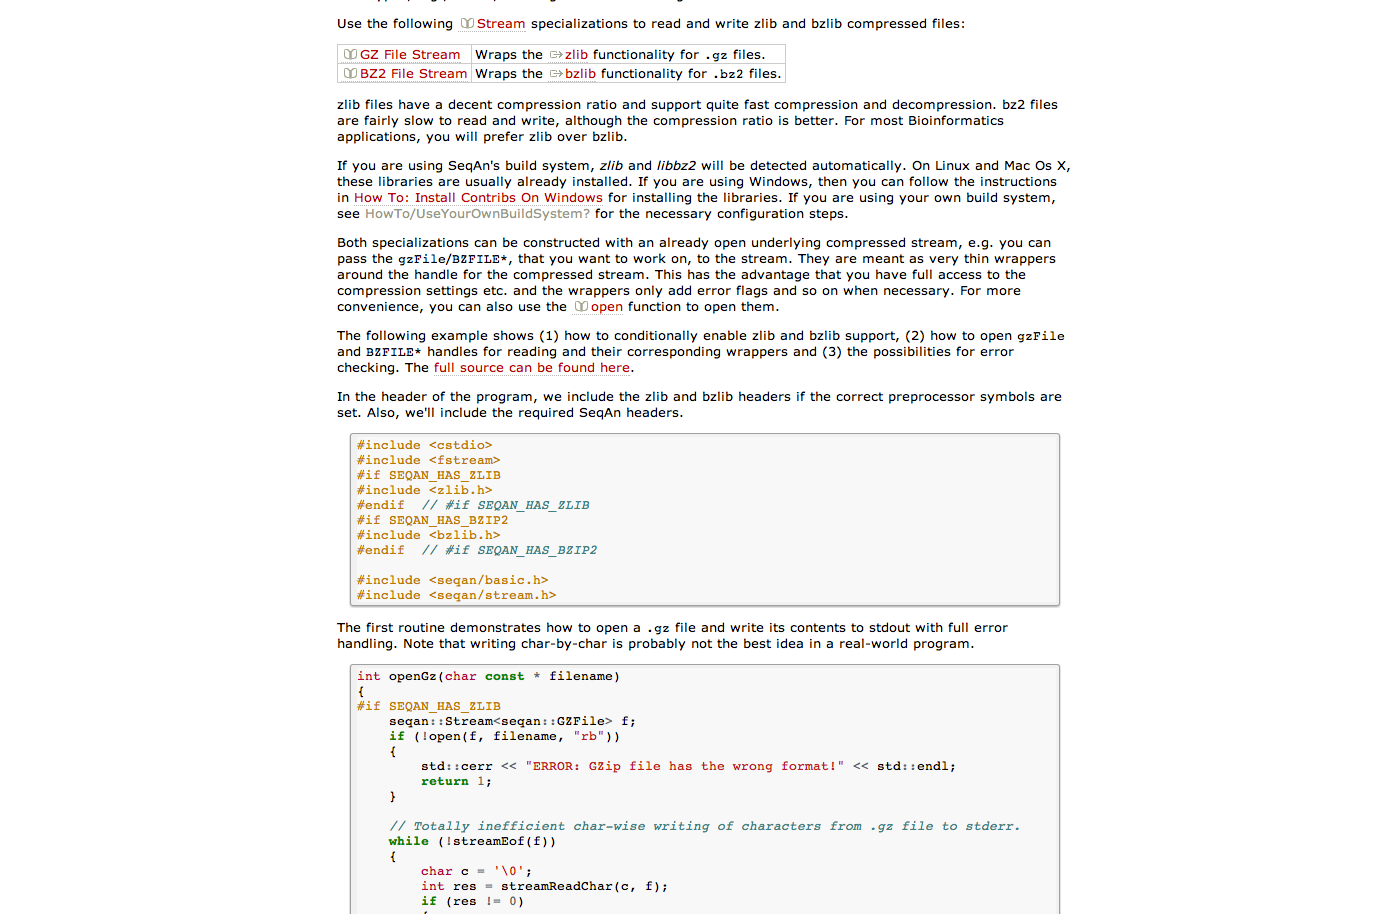 Use the following Stream specializations to read and write zlib and bzlib compressed files:
GZ File Stream Wraps the zlib functionality for .gz files.
BZ2 File Stream Wraps the bzlib functionality for .bz2 files.
zlib files have a decent compression ratio and support quite fast compression and decompression. bz2 files
are fairly slow to read and write, although the compression ratio is better. For most Bioinformatics
applications, you will prefer zlib over bzlib.
If you are using SeqAn's build system, zlib and libbz2 will be detected automatically. On Linux and Mac Os X,
these libraries are usually already installed. If you are using Windows, then you can follow the instructions
in How To: Install Contribs On Windows for installing the libraries. If you are using your own build system,
see HowTo/UseYourOwnBuildSystem? for the necessary configuration steps.
Both specializations can be constructed with an already open underlying compressed stream, e.g. you can
pass the gzFile/BZFILE*, that you want to work on, to the stream. They are meant as very thin wrappers
around the handle for the compressed stream. This has the advantage that you have full access to the
compression settings etc. and the wrappers only add error flags and so on when necessary. For more
convenience, you can also use the open function to open them.
The following example shows (1) how to conditionally enable zlib and bzlib support, (2) how to open gzFile
and BZFILE* handles for reading and their corresponding wrappers and (3) the possibilities for error
checking. The full source can be found here.
In the header of the program, we include the zlib and bzlib headers if the correct preprocessor symbols are
set. Also, we'll include the required SeqAn headers.
#include <cstdio>
#include <fstream>
#if SEQAN_HAS_ZLIB
#include <zlib.h>
#endif  // #if SEQAN_HAS_ZLIB
#if SEQAN_HAS_BZIP2
#include <bzlib.h>
#endif  // #if SEQAN_HAS_BZIP2
#include <seqan/basic.h>
#include <seqan/stream.h>
The first routine demonstrates how to open a .gz file and write its contents to stdout with full error
handling. Note that writing char-by-char is probably not the best idea in a real-world program.
int openGz(char const * filename)
{
#if SEQAN_HAS_ZLIB
    seqan::Stream<seqan::GZFile> f;
    if (!open(f, filename, "rb"))
    {
        std::cerr << "ERROR: GZip file has the wrong format!" << std::endl;
        return 1;
    }
    // Totally inefficient char-wise writing of characters from .gz file to stderr.
    while (!streamEof(f))
    {
        char c = '\0';
        int res = streamReadChar(c, f);
        if (res != 0)